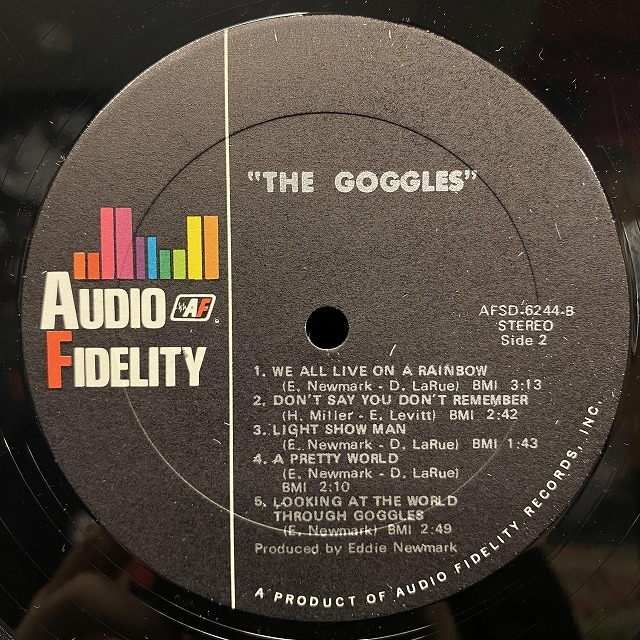 "THE GOGGLES"
AUDIO AF
FIDELITY
AFSD-6244-B
STEREO
Side 2
1. WE ALL LIVE ON A RAINBOW
(E. Newmark - D. LaRue) BMI 3:13
2. DON'T SAY YOU DON'T REMEMBER
(H. Miller - E. Levitt) BMI 2:42
3. LIGHT SHOW MAN
(E. Newmark - D. LaRue) BMI 1:43
4. A PRETTY WORLD
(E. Newmark - D. LaRue)
BMI 2:10
5. LOOKING AT THE WORLD
THROUGH GOGGLES
(E. Newmark) BMI 2:49
Produced by Eddie Newmark
A PRODUCT OF AUDIO FIDELITY RECORDS, INC.